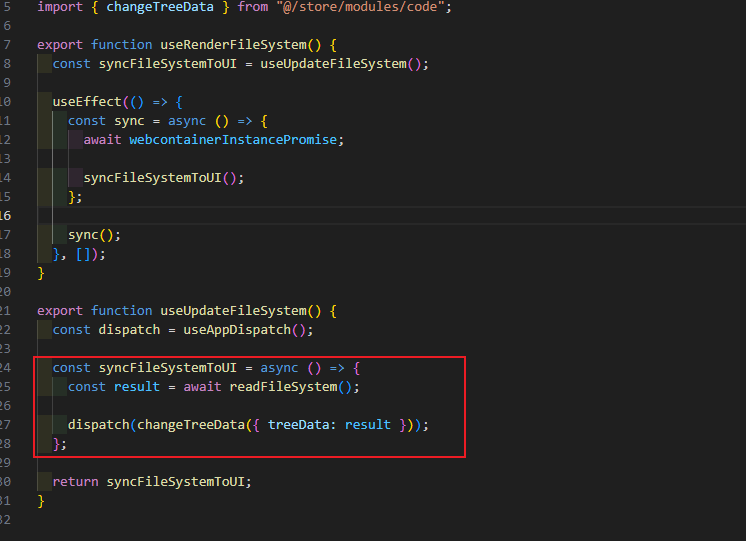 5 import { changeTreeData } from "@/store/modules/code";
6
7 export function useRenderFileSystem() {
8 const syncFileSystemToUI = useUpdateFileSystem();
9
10 useEffect(() => {
11 const sync = async () => {
12 await webcontainerInstancePromise;
13
14 syncFileSystemToUI();
15 };
16
17 sync();
18 }, []);
19 }
20
21 export function useUpdateFileSystem() {
22 const dispatch = useAppDispatch();
23
24 const syncFileSystemToUI = async () => {
25 const result = await readFileSystem();
26
27 dispatch(changeTreeData({ treeData: result }));
28 };
29
30 return syncFileSystemToUI;
31 }
32